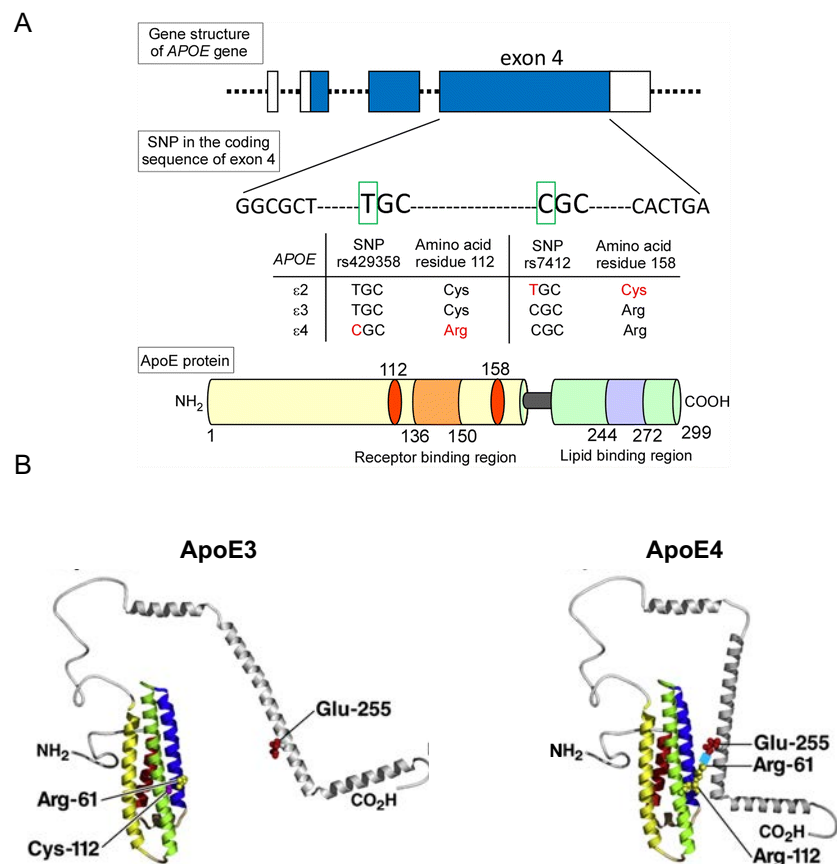 A
Gene structure
of APOE gene
exon 4
SNP in the coding
sequence of exon 4
GGCGCT------TGC----------------CGC------CACTGA
APOE SNP rs429358 Amino acid residue 112 SNP rs7412 Amino acid residue 158
ε2 TGC Cys TGC Cys
ε3 TGC Cys CGC Arg
ε4 CGC Arg CGC Arg
ApoE protein
112 158
NH2 COOH
1 136 150 244 272 299
Receptor binding region Lipid binding region
B
ApoE3 ApoE4
Glu-255
NH2
Arg-61
CO2H
Cys-112
NH2
Glu-255
Arg-61
CO2H
Arg-112